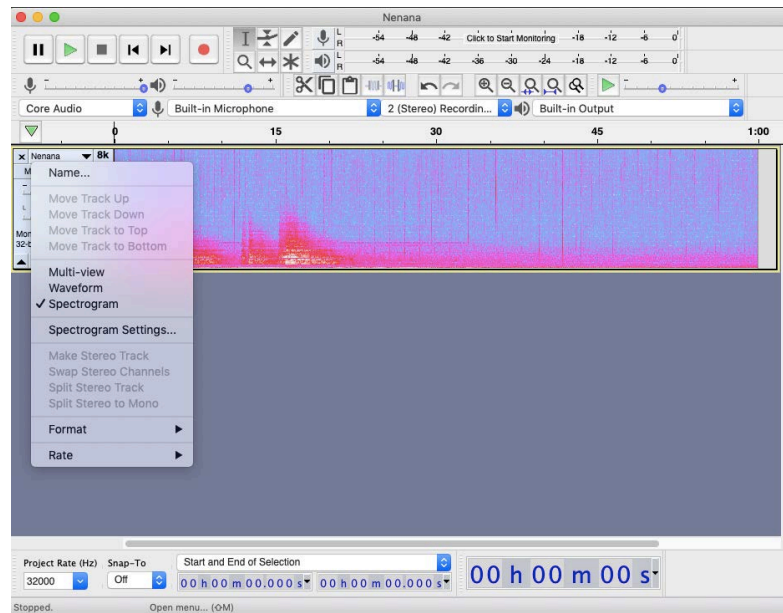 Nenana
L
R
-54 -48 -42 Click to Start Monitoring -18 -12 -6 0
L
R
-54 -48 -42 -36 -30 -24 -18 -12 -6 0
- +
- +
- +
Core Audio
Built-in Microphone
2 (Stereo) Recordin...
Built-in Output
0 15 30 45 1:00
x Nenana 8k
M
L
Mon
32-b
Name...
Move Track Up
Move Track Down
Move Track to Top
Move Track to Bottom
Multi-view
Waveform
✓ Spectrogram
Spectrogram Settings...
Make Stereo Track
Swap Stereo Channels
Split Stereo Track
Split Stereo to Mono
Format
Rate
Project Rate (Hz) Snap-To Start and End of Selection
32000 Off 00 h 00 m 00.000 s 00 h 00 m 00.000 s 00 h 00 m 00 s
Stopped. Open menu... (⇧M)